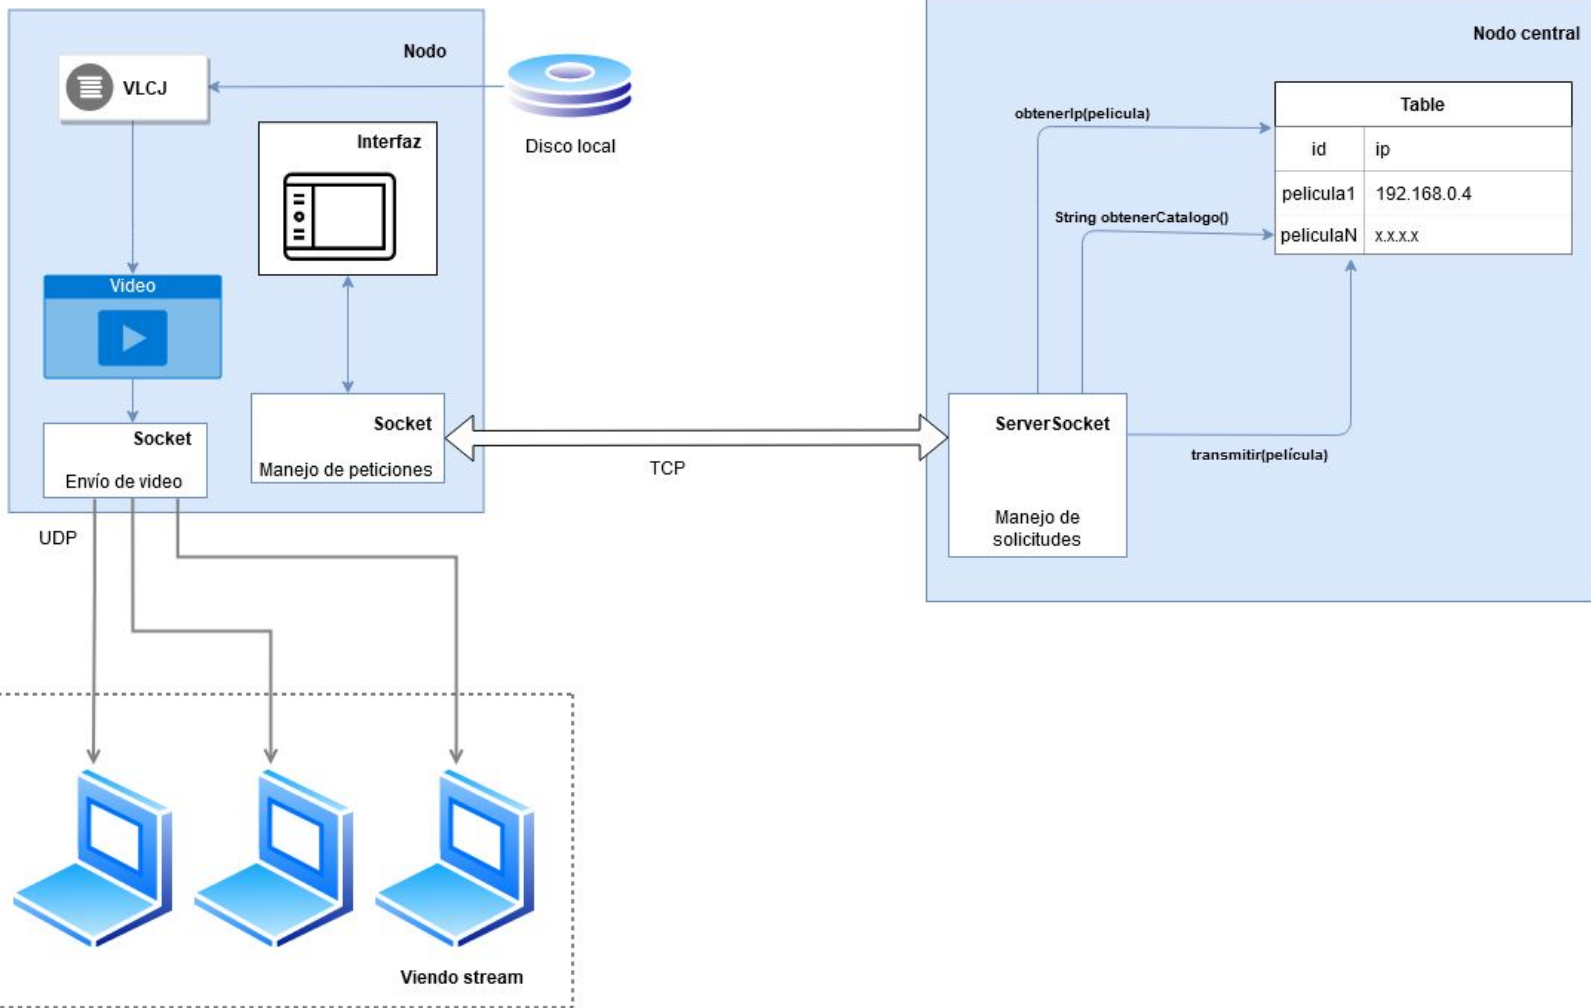 Nodo
VLCJ
Interfaz
Disco local
Video
Socket
Envío de video
Socket
Manejo de peticiones
UDP
TCP
Viendo stream
Nodo central
obtenerIp(pelicula)
Table
id ip
pelicula1 192.168.0.4
peliculaN x.x.x.x
String obtenerCatalogo()
ServerSocket
Manejo de
solicitudes
transmitir(película)